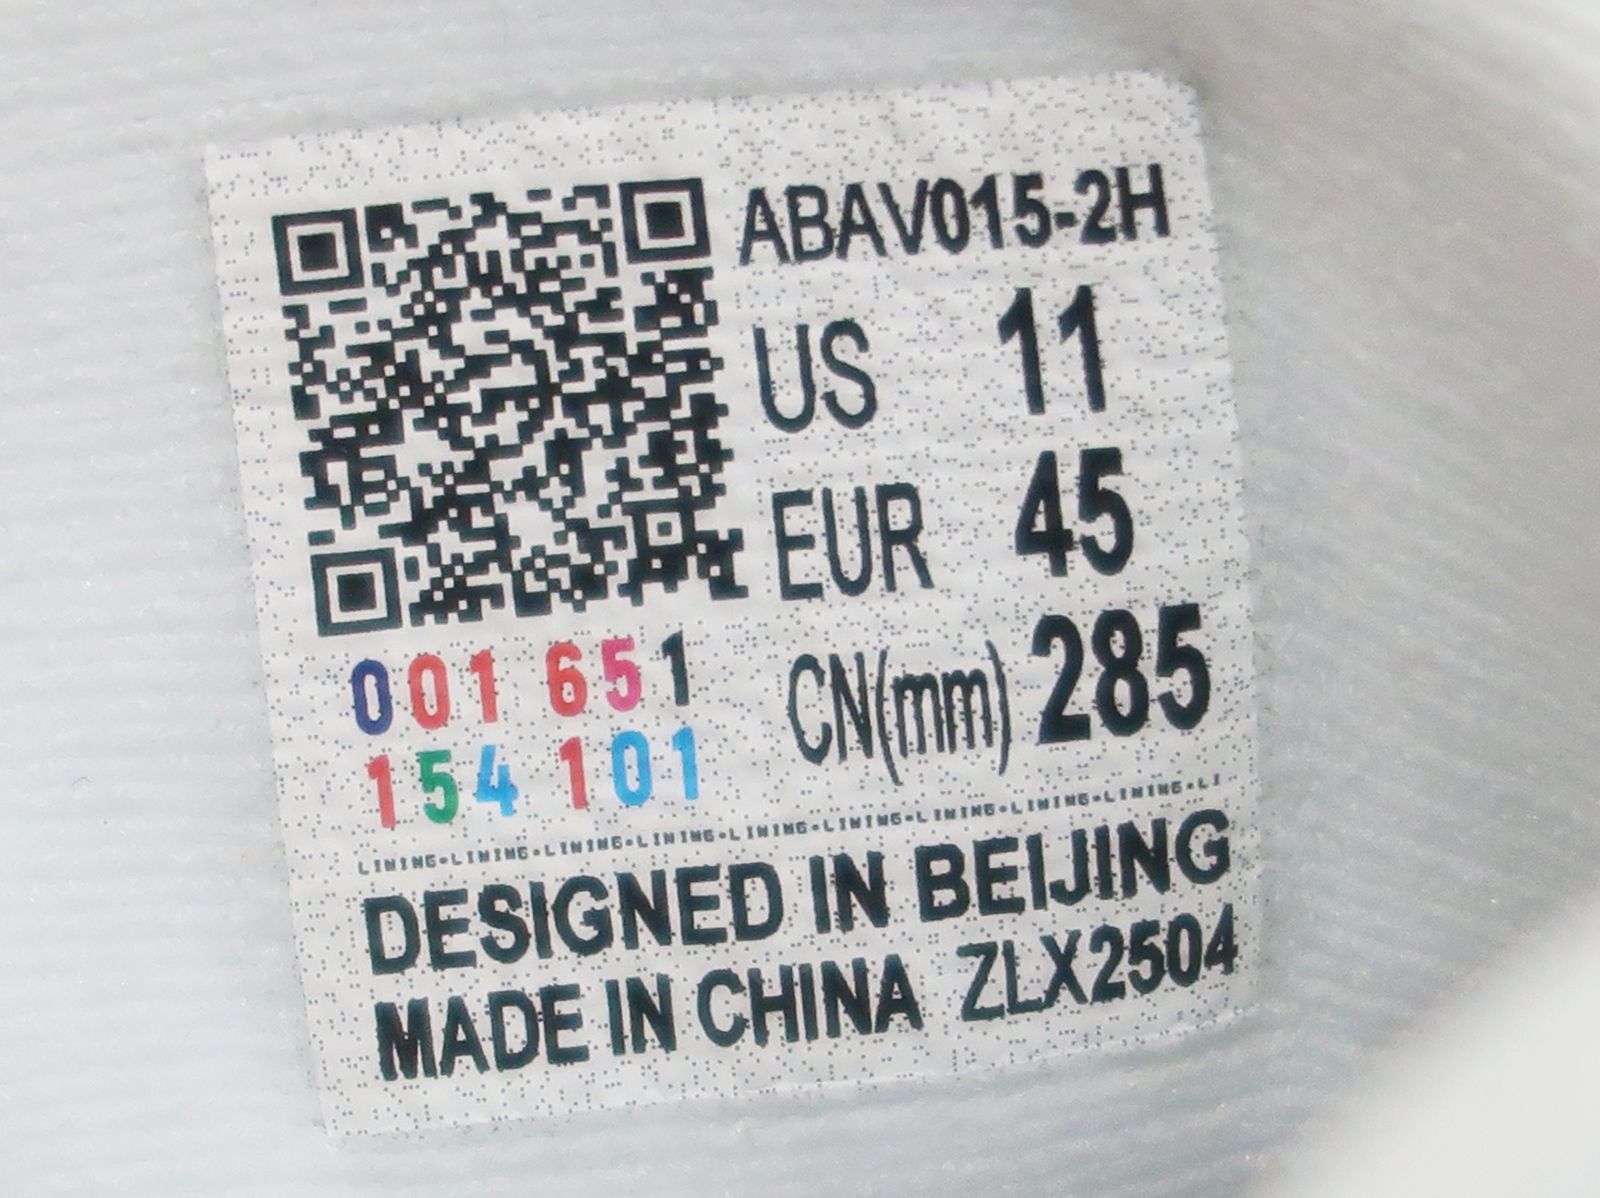 ABAV015-2H
US 11
EUR 45
CN(mm) 285
001 651
154 101
LINING•LINING•LINING•LINING•LINING•LINING•LINING•LINING•LINING•LI
DESIGNED IN BEIJING
MADE IN CHINA ZLX2504